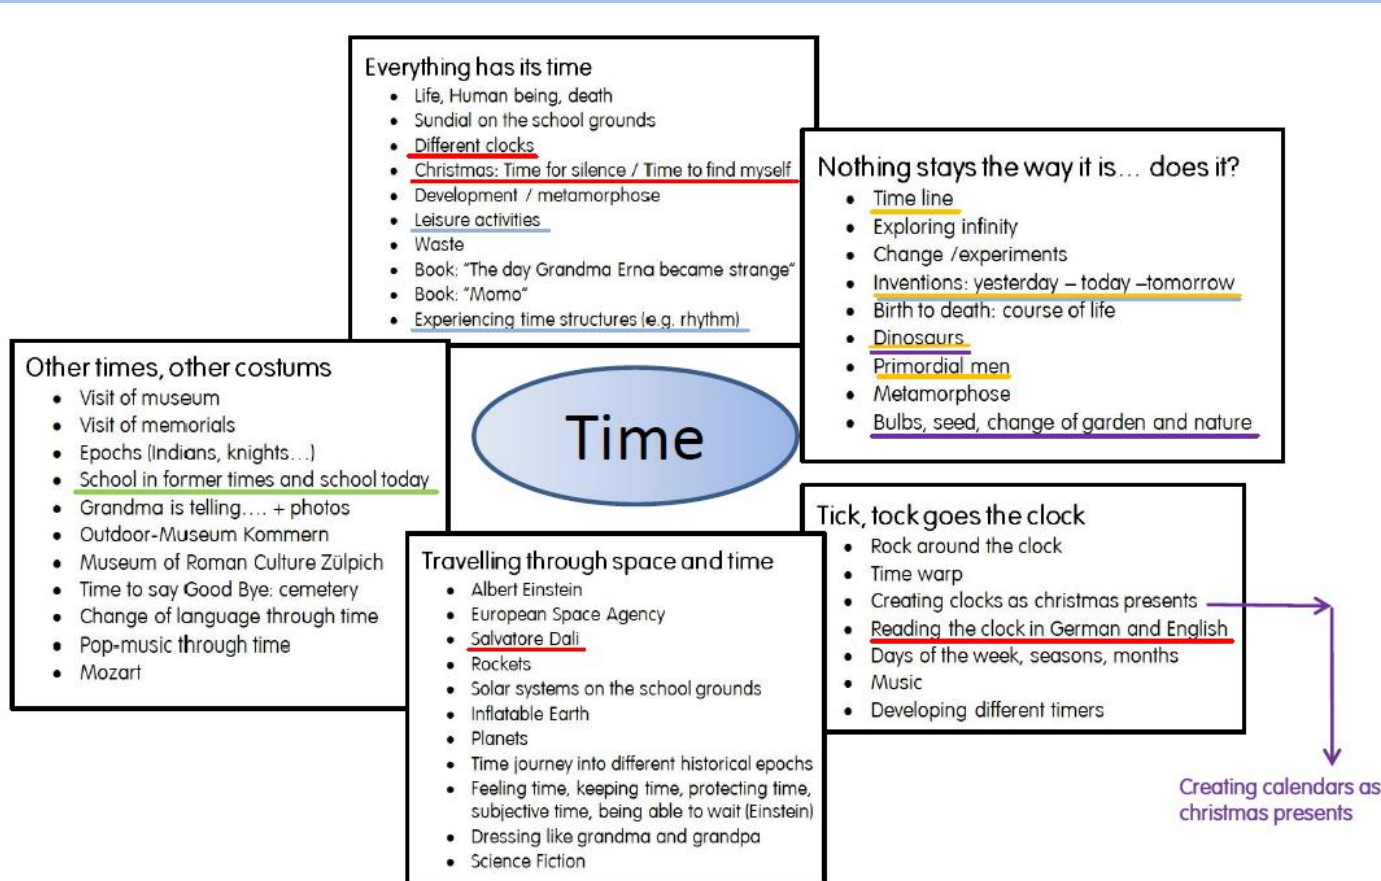 Everything has its time
• Life, Human being, death
• Sundial on the school grounds
• Different clocks
• Christmas: Time for silence / Time to find myself
• Development / metamorphose
• Leisure activities
• Waste
• Book: “The day Grandma Erna became strange“
• Book: “Momo“
• Experiencing time structures (e.g. rhythm)
Nothing stays the way it is... does it?
• Time line
• Exploring infinity
• Change /experiments
• Inventions: yesterday – today –tomorrow
• Birth to death: course of life
• Dinosaurs
• Primordial men
• Metamorphose
• Bulbs, seed, change of garden and nature
Other times, other costums
• Visit of museum
• Visit of memorials
• Epochs (Indians, knights...)
• School in former times and school today
• Grandma is telling.... + photos
• Outdoor-Museum Kommern
• Museum of Roman Culture Zülpich
• Time to say Good Bye: cemetery
• Change of language through time
• Pop-music through time
• Mozart
Time
Travelling through space and time
• Albert Einstein
• European Space Agency
• Salvatore Dali
• Rockets
• Solar systems on the school grounds
• Inflatable Earth
• Planets
• Time journey into different historical epochs
• Feeling time, keeping time, protecting time,
subjective time, being able to wait (Einstein)
• Dressing like grandma and grandpa
• Science Fiction
Tick, tock goes the clock
• Rock around the clock
• Time warp
• Creating clocks as christmas presents
• Reading the clock in German and English
• Days of the week, seasons, months
• Music
• Developing different timers
Creating calendars as
christmas presents